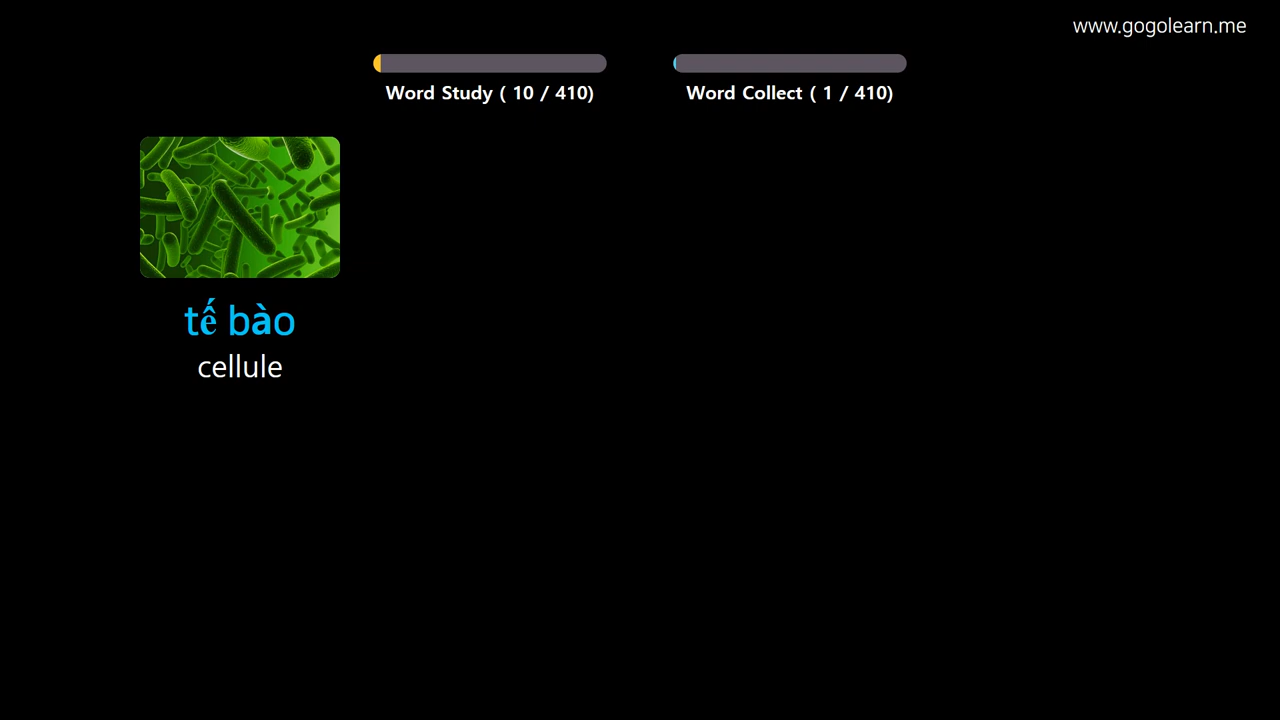 www.gogolearn.me
Word Study ( 10 / 410)
Word Collect ( 1 / 410)
tế bào
cellule